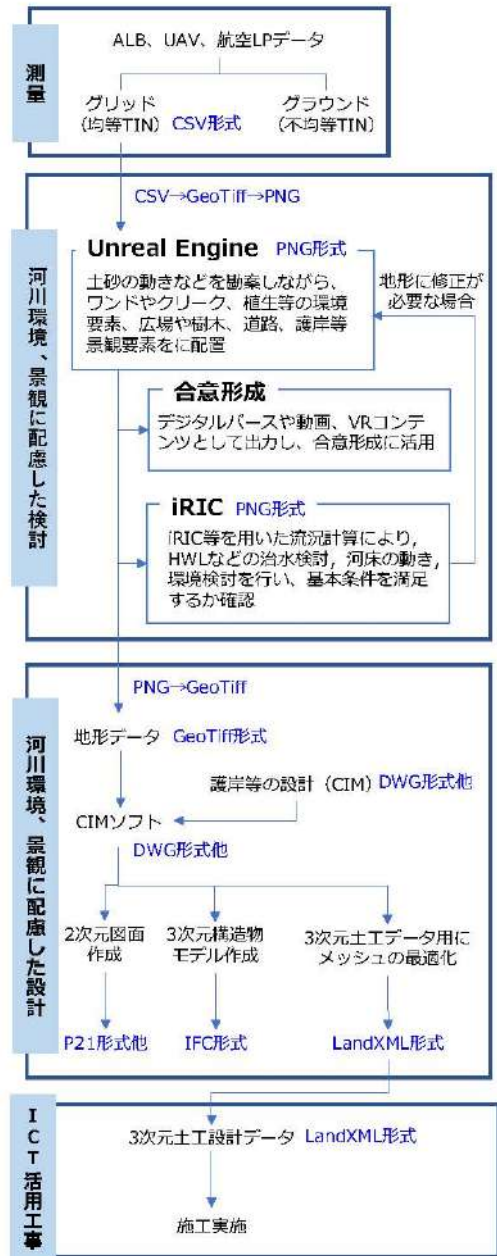 測量
ALB、UAV、航空LPデータ
グリッド
(均等TIN)
CSV形式
グラウンド
(不均等TIN)
河川環境、景観に配慮した検討
CSV→GeoTiff→PNG
Unreal Engine PNG形式
土砂の動きなどを勘案しながら、
ワンドやクリーク、植生等の環境
要素、広場や樹木、道路、護岸等
景観要素をに配置
地形に修正が
必要な場合
合意形成
デジタルパースや動画、VRコンテ
ンツとして出力し、合意形成に活用
iRIC PNG形式
iRIC等を用いた流況計算により,
HWLなどの治水検討,河床の動き,
環境検討を行い、基本条件を満足
するか確認
河川環境、景観に配慮した設計
PNG→GeoTiff
地形データ GeoTiff形式
護岸等の設計(CIM) DWG形式他
CIMソフト
DWG形式他
2次元図面
作成
3次元構造物
モデル作成
3次元土工データ用に
メッシュの最適化
P21形式他
IFC形式
LandXML形式
ICT活用工事
3次元土工設計データ LandXML形式
施工実施